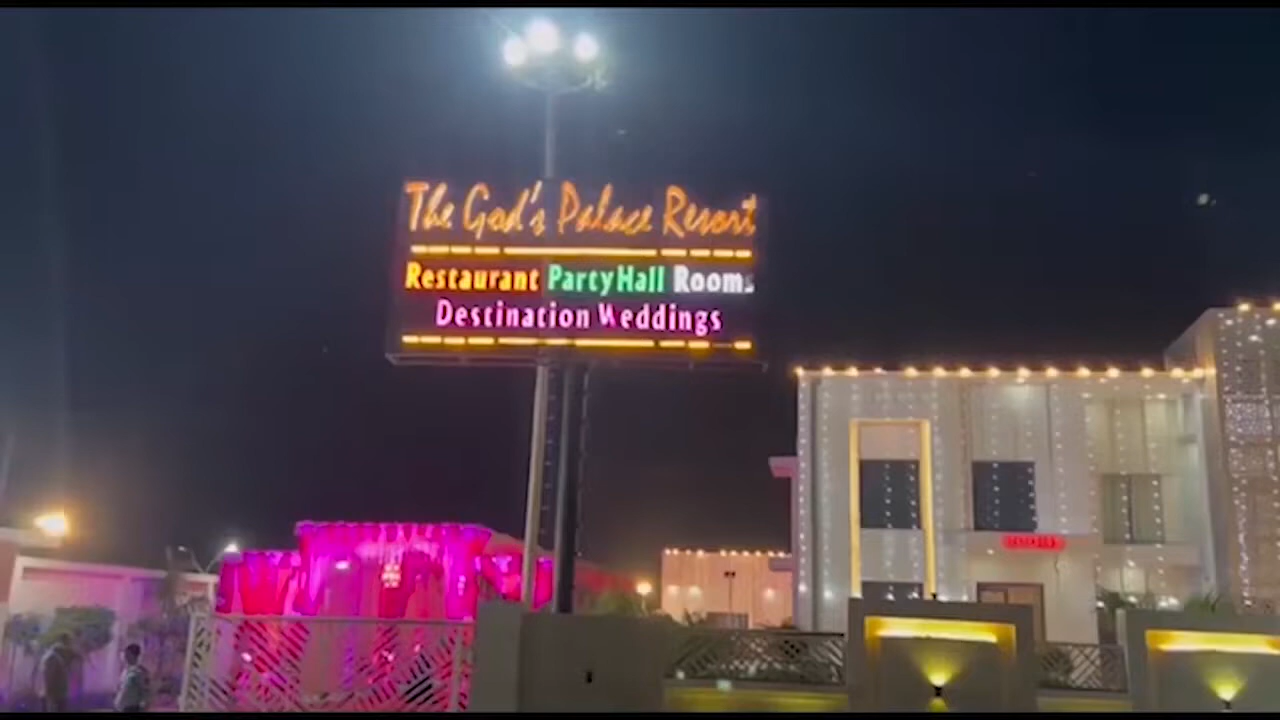 The God's Palace Resort
Restaurant PartyHall Rooms
Destination Weddings